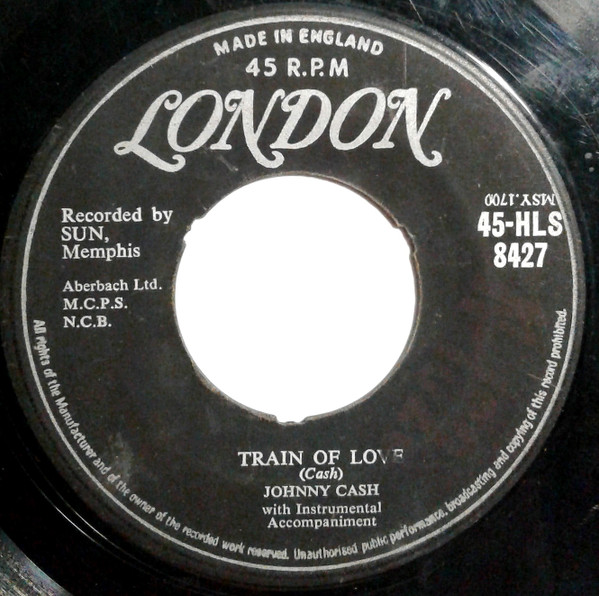 MADE IN ENGLAND
45 R.P.M
LONDON
Recorded by
SUN,
Memphis
MSY.1700
45-HLS
8427
Aberbach Ltd.
M.C.P.S.
N.C.B.
TRAIN OF LOVE
(Cash)
JOHNNY CASH
with Instrumental
Accompaniment
All rights of the Manufacturer and of the owner of the recorded work reserved. Unauthorised public performance, broadcasting and copying of this record prohibited.